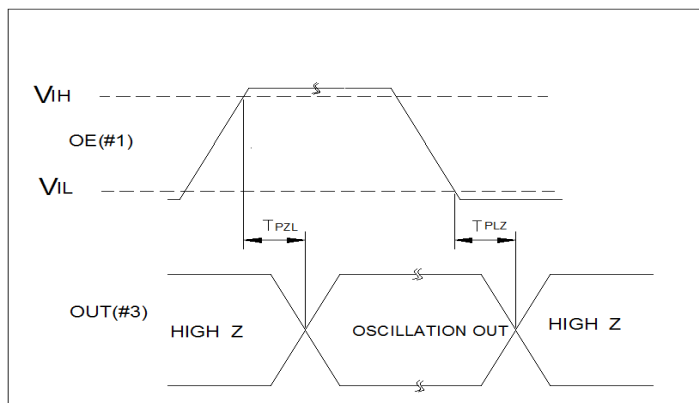 VIH
OE(#1)
VIL
TPZL
TPLZ
OUT(#3)
HIGH Z
OSCILLATION OUT
HIGH Z